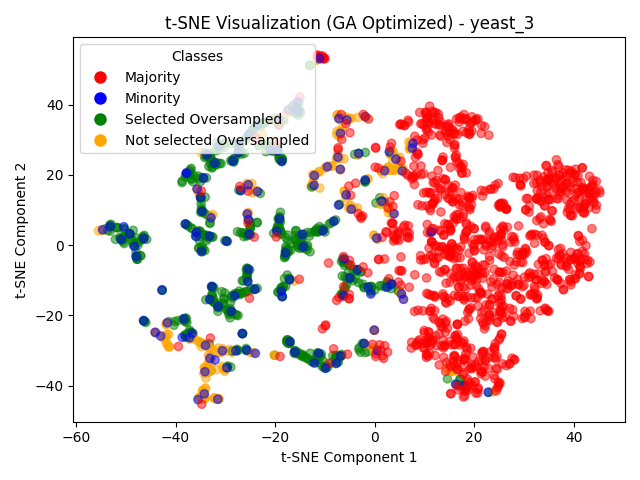 t-SNE Visualization (GA Optimized) - yeast_3
Classes
Majority
Minority
Selected Oversampled
Not selected Oversampled
t-SNE Component 2
40
20
0
−20
−40
−60 −40 −20 0 20 40
t-SNE Component 1